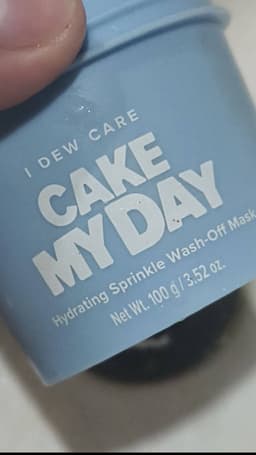 I DEW CARE
CAKE
MY DAY
Hydrating Sprinkle Wash-Off Mask
Net Wt. 100 g / 3.52 oz.